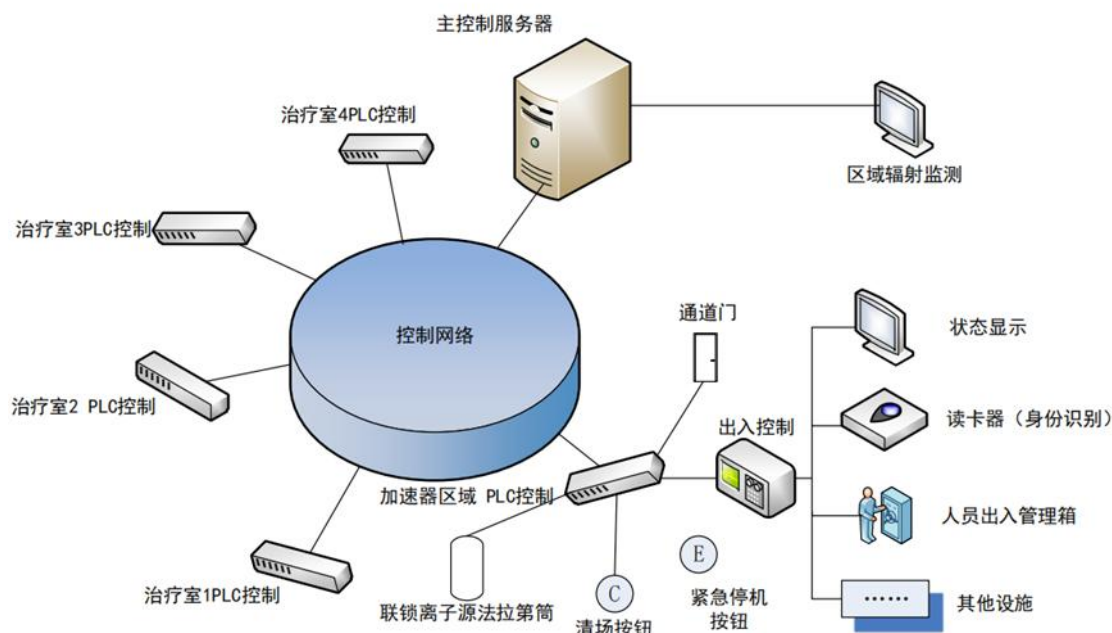 主控制服务器
治疗室4PLC控制
区域辐射监测
治疗室3PLC控制
通道门
状态显示
控制网络
治疗室2 PLC控制
出入控制
读卡器（身份识别）
加速器区域 PLC控制
人员出入管理箱
E
治疗室1PLC控制
联锁离子源法拉第筒
C
清场按钮
紧急停机
按钮
······
其他设施